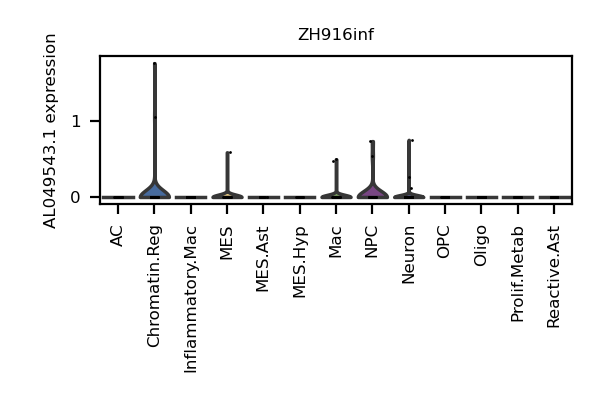 ZH916inf
AL049543.1 expression
1
0
AC
Chromatin.Reg
Inflammatory.Mac
MES
MES.Ast
MES.Hyp
Mac
NPC
Neuron
OPC
Oligo
Prolif.Metab
Reactive.Ast